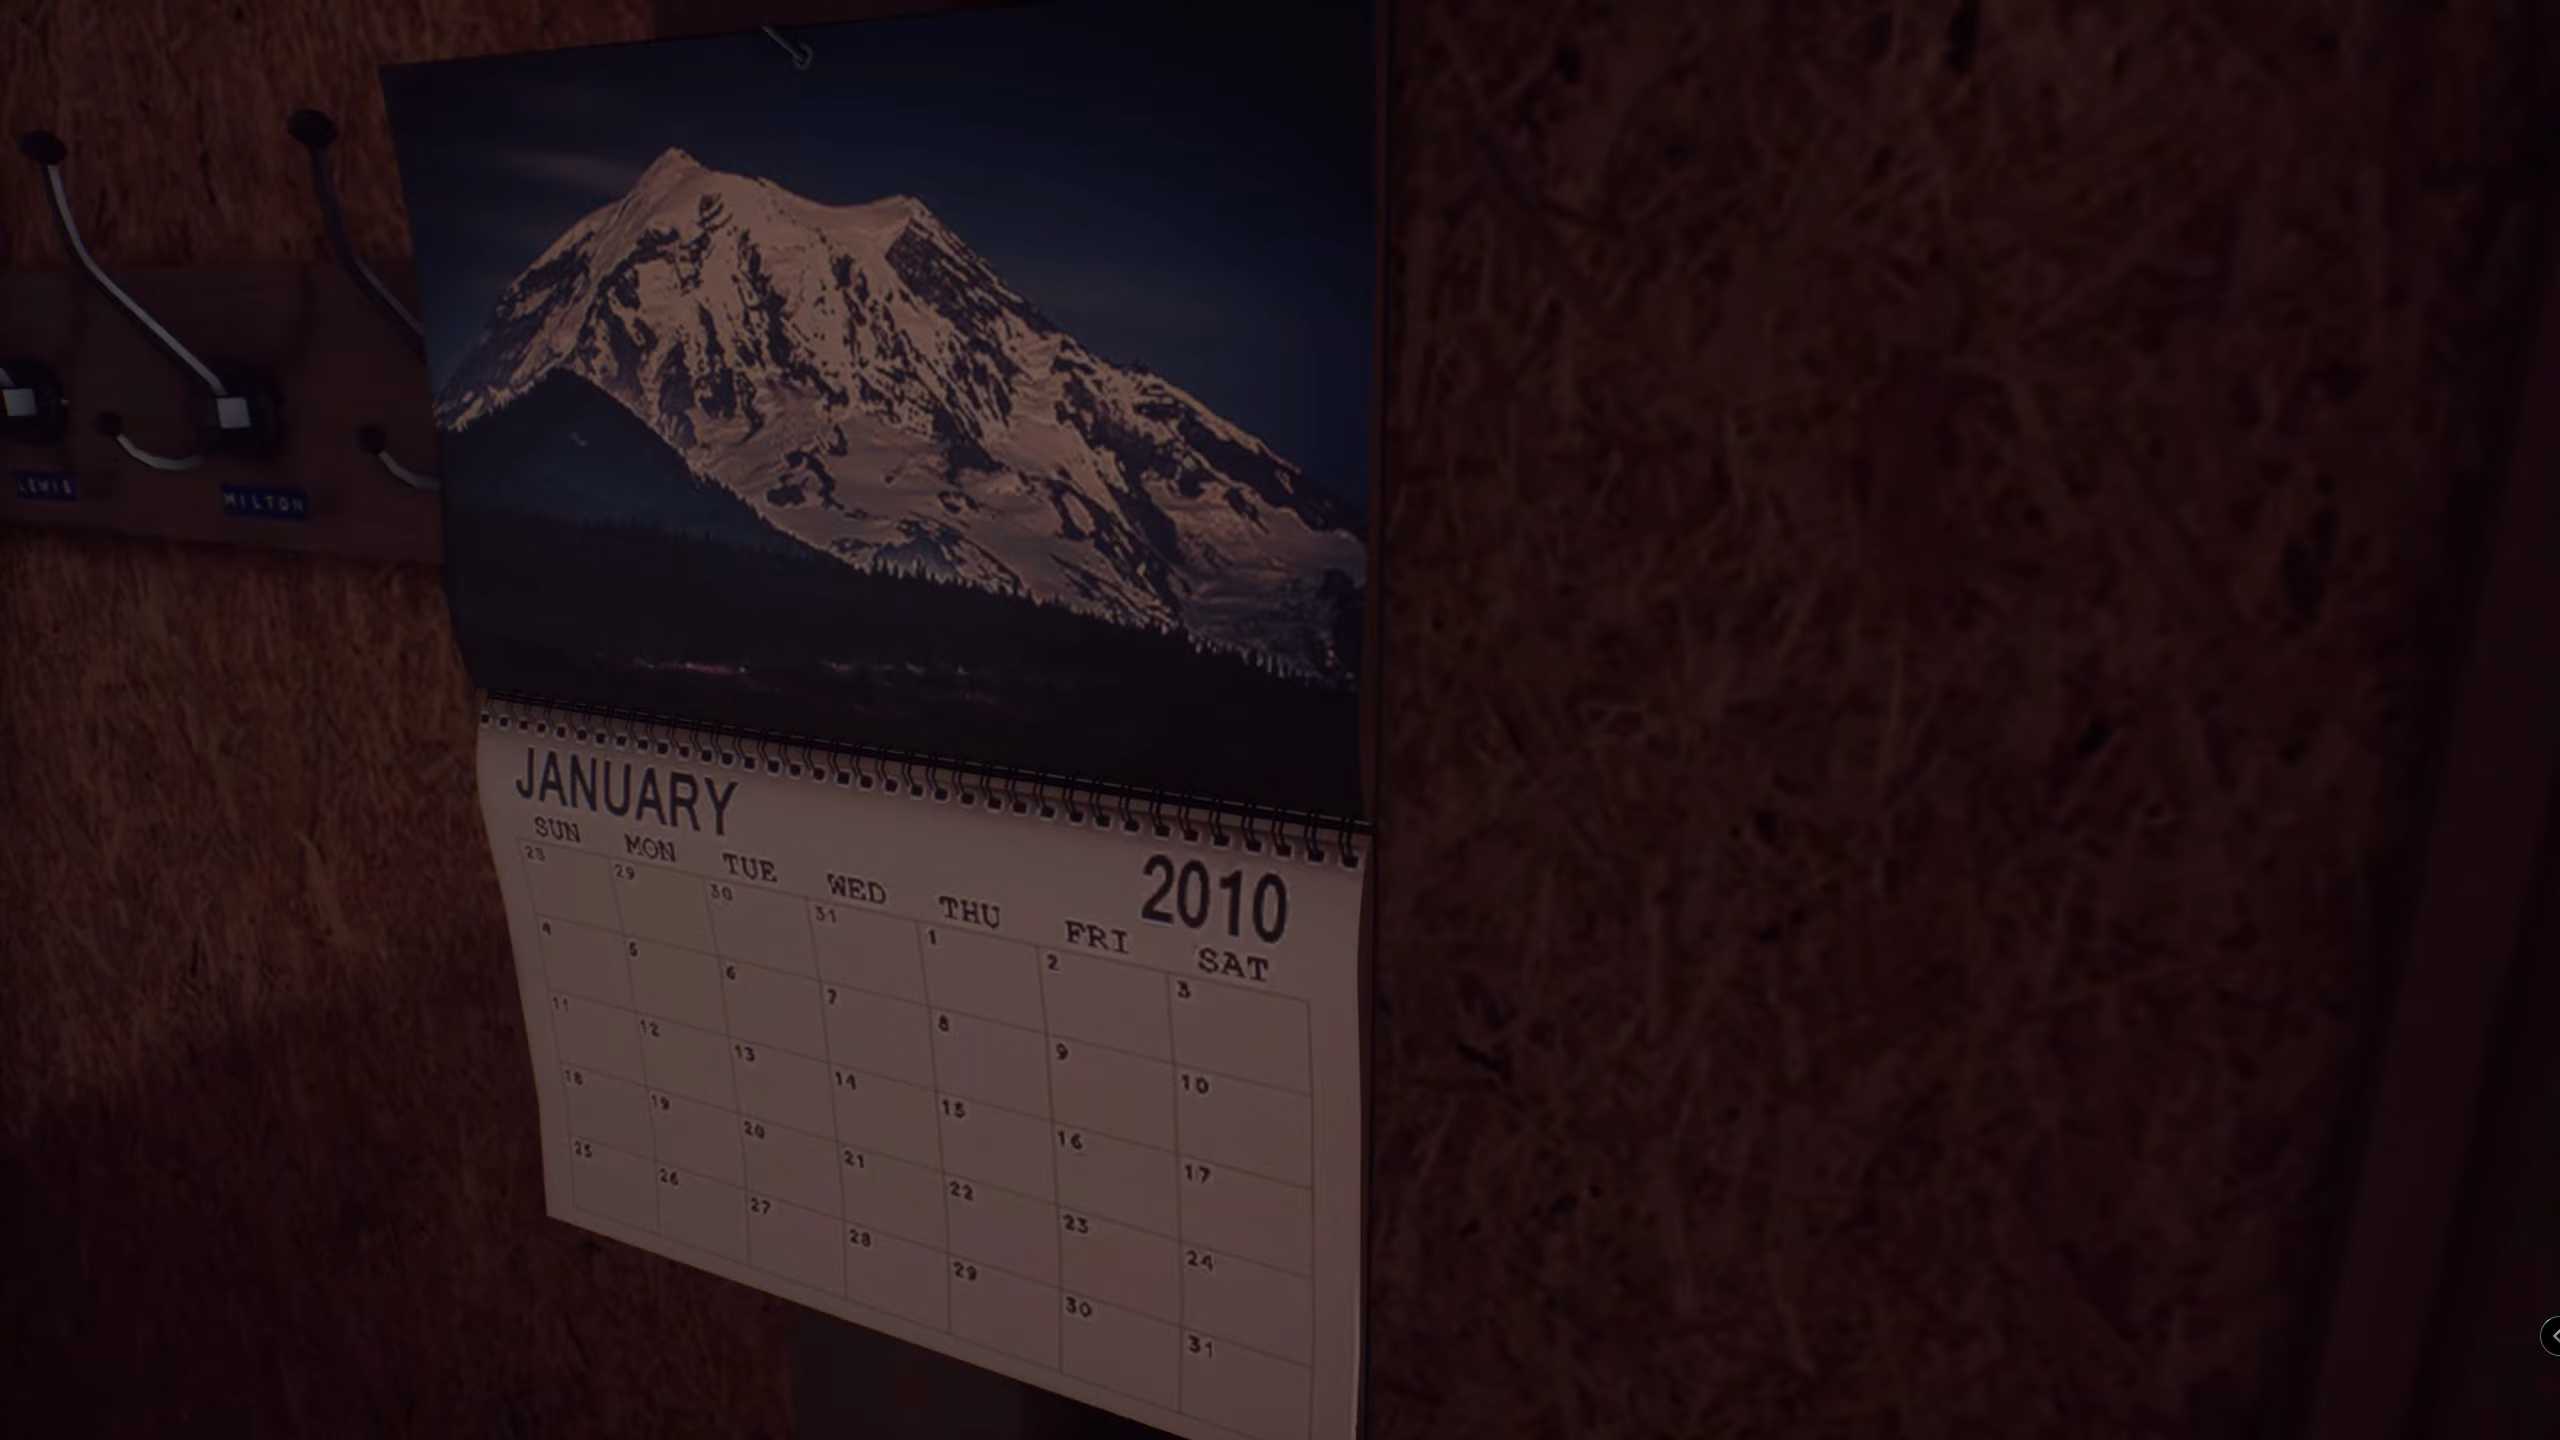 LEWIS
MILTON
JANUARY
2010
SUN MON TUE WED THU FRI SAT
28 29 30 31 1 2 3
4 5 6 7 8 9 10
11 12 13 14 15 16 17
18 19 20 21 22 23 24
25 26 27 28 29 30 31